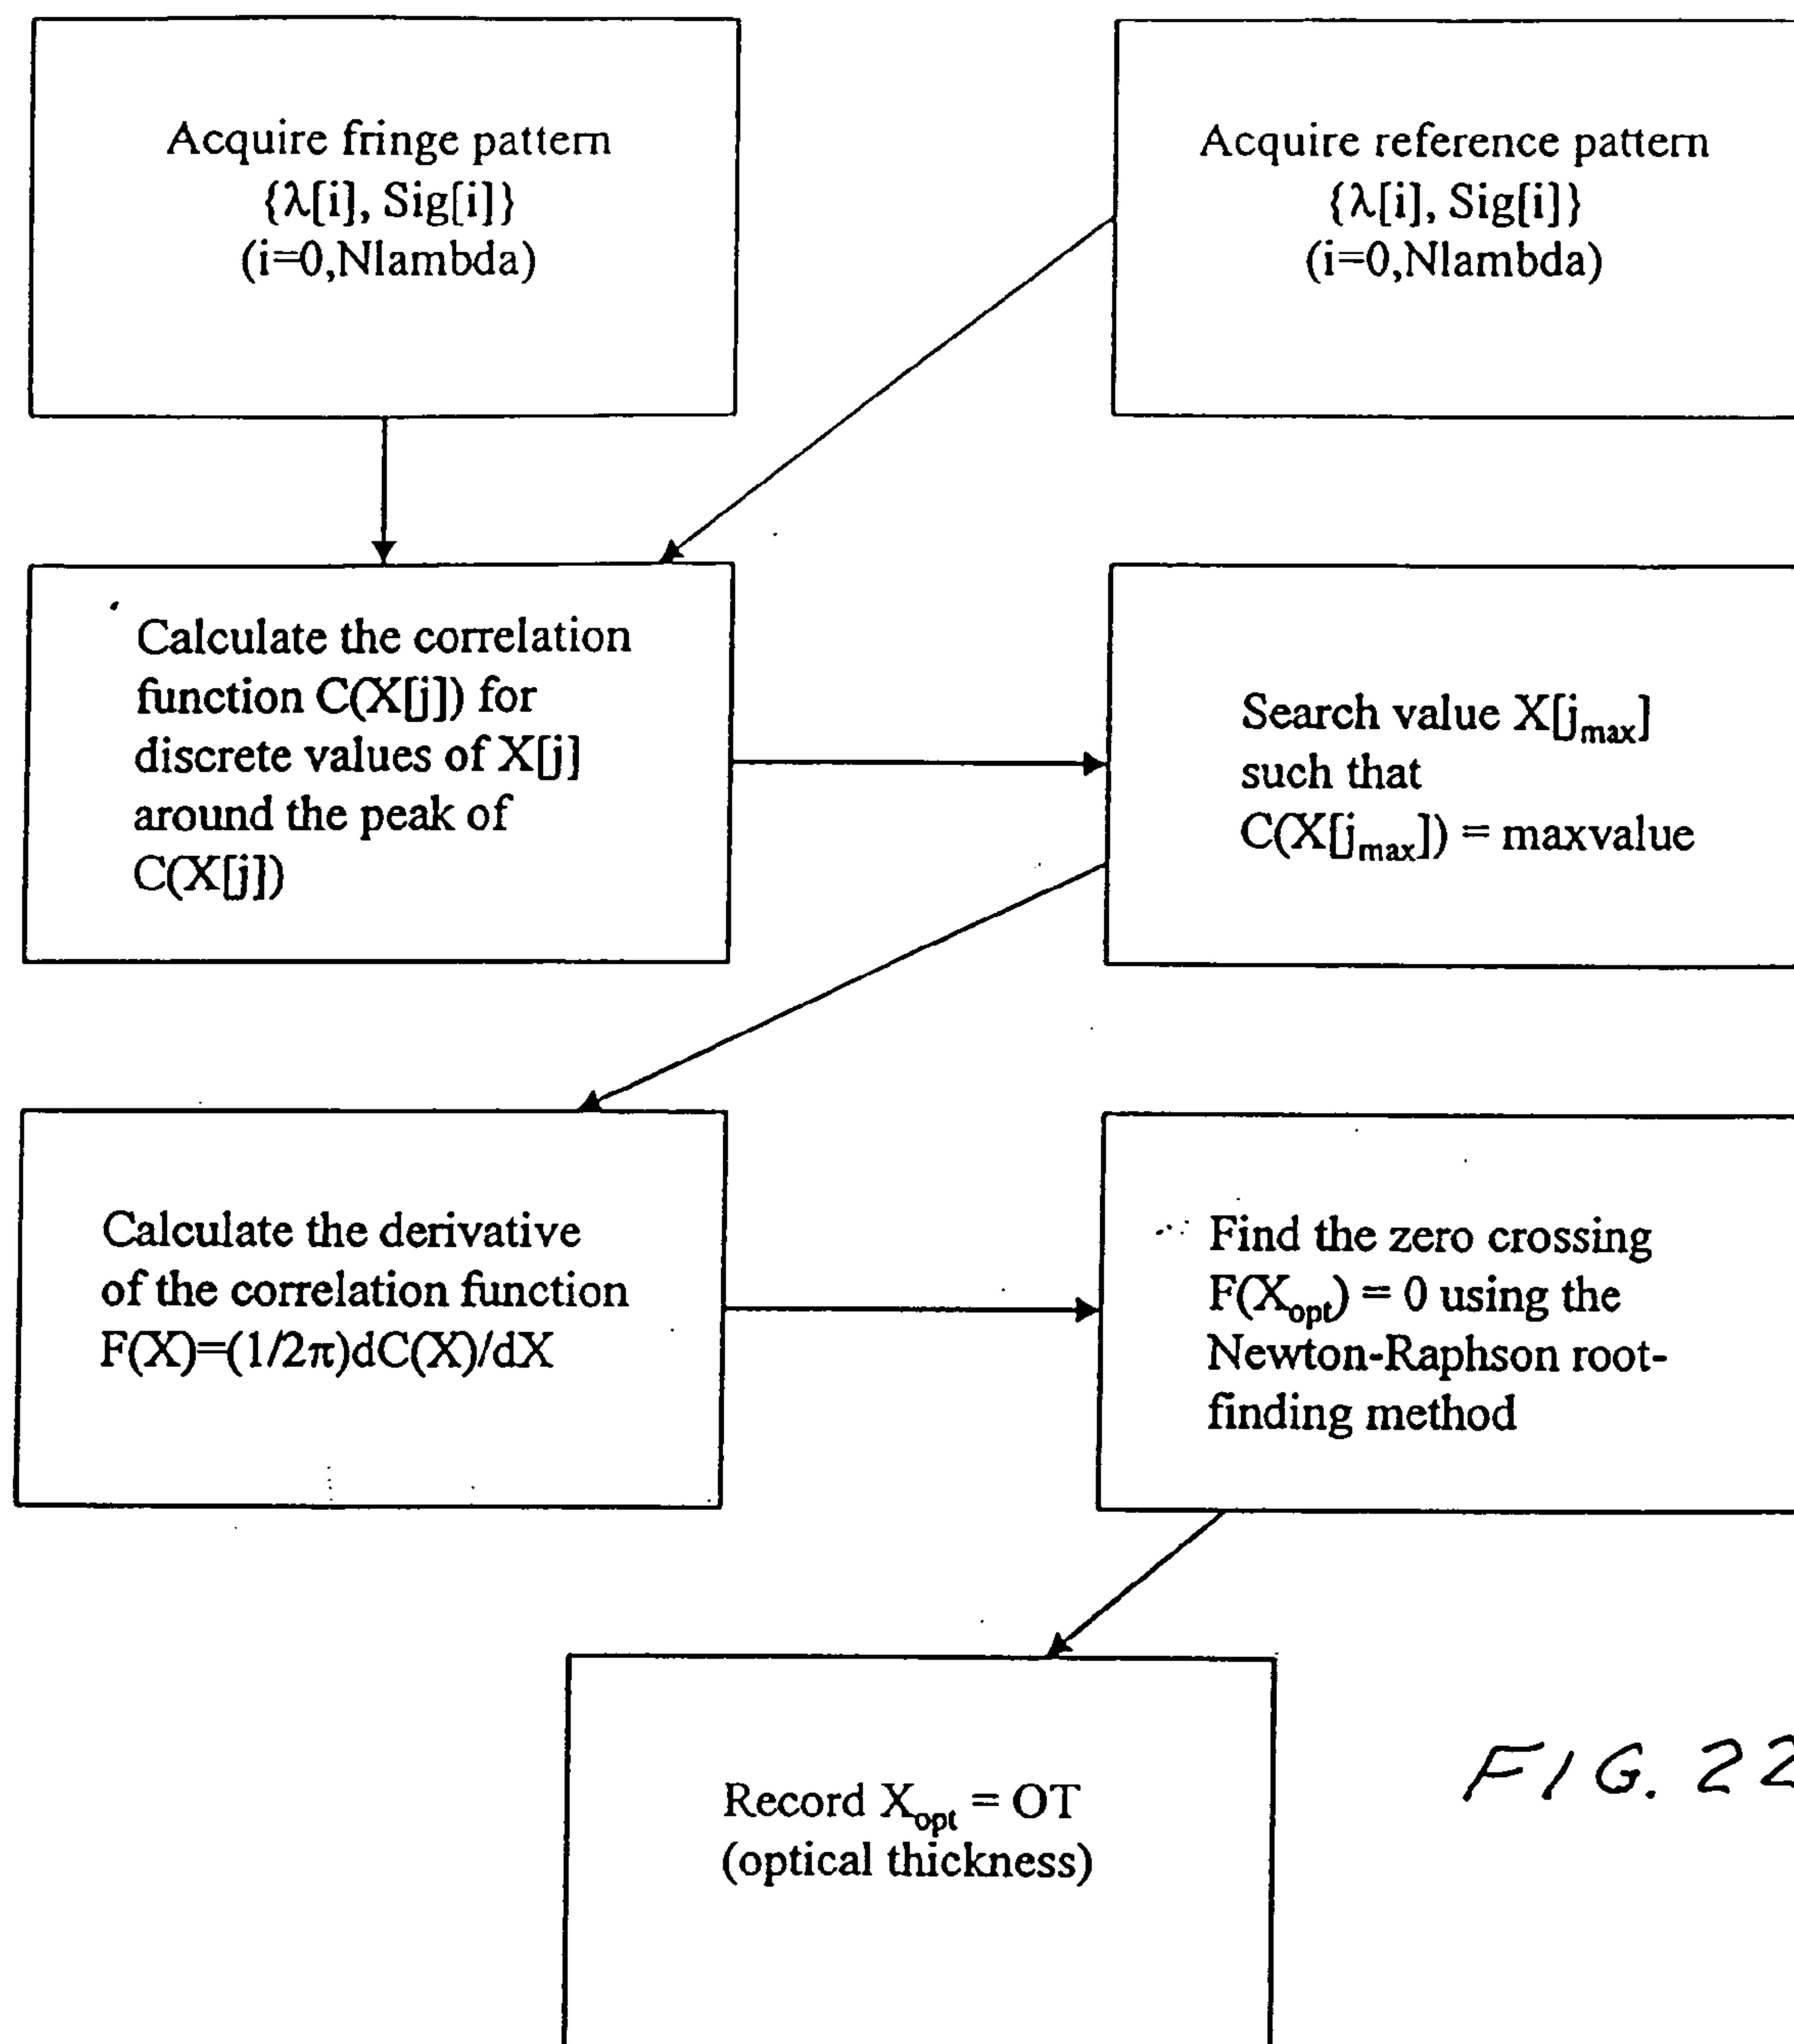 Acquire fringe pattern
{λ[i], Sig[i]}
(i=0,Nlambda)
Acquire reference pattern
{λ[i], Sig[i]}
(i=0,Nlambda)
Calculate the correlation
function C(X[j]) for
discrete values of X[j]
around the peak of
C(X[j])
Search value X[jmax]
such that
C(X[jmax]) = maxvalue
Calculate the derivative
of the correlation function
F(X)=(1/2π)dC(X)/dX
Find the zero crossing
F(Xopt) = 0 using the
Newton-Raphson root-
finding method
Record Xopt = OT
(optical thickness)
FIG. 22